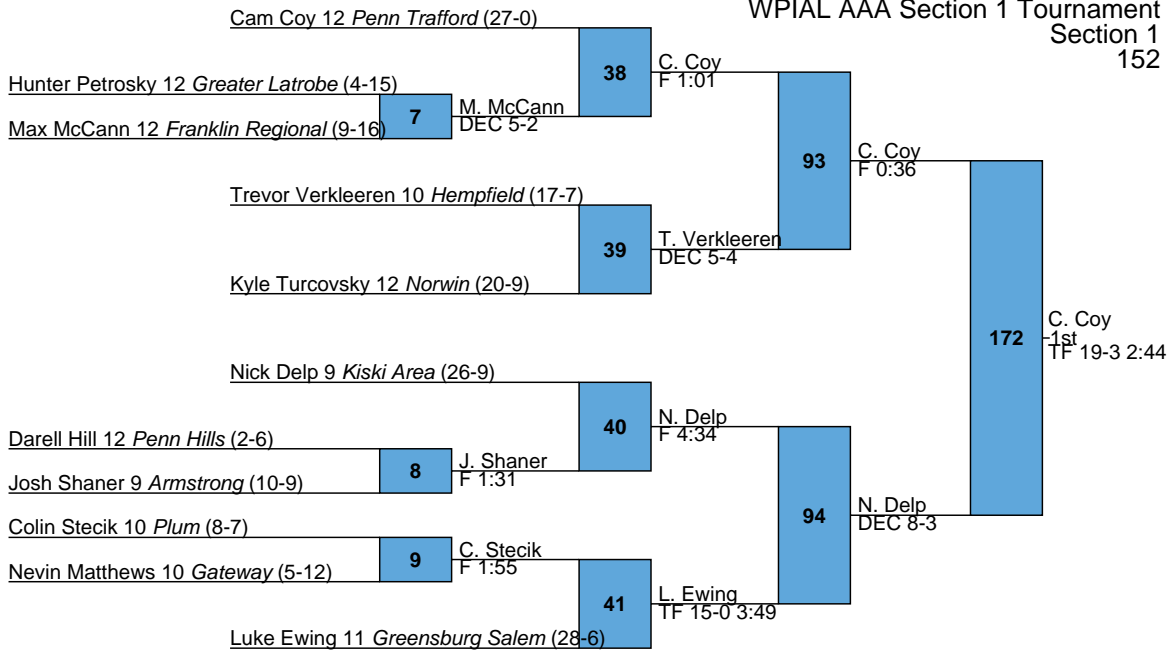 WPIAL AAA Section 1 Tournament
Section 1
152
Cam Coy 12 Penn Trafford (27-0)
38
C. Coy
F 1:01
Hunter Petrosky 12 Greater Latrobe (4-15)
7
M. McCann
DEC 5-2
Max McCann 12 Franklin Regional (9-16)
93
C. Coy
F 0:36
Trevor Verkleeren 10 Hempfield (17-7)
39
T. Verkleeren
DEC 5-4
Kyle Turcovsky 12 Norwin (20-9)
172
C. Coy
1st
TF 19-3 2:44
Nick Delp 9 Kiski Area (26-9)
40
N. Delp
F 4:34
Darell Hill 12 Penn Hills (2-6)
8
J. Shaner
F 1:31
Josh Shaner 9 Armstrong (10-9)
94
N. Delp
DEC 8-3
Colin Stecik 10 Plum (8-7)
9
C. Stecik
F 1:55
Nevin Matthews 10 Gateway (5-12)
41
L. Ewing
TF 15-0 3:49
Luke Ewing 11 Greensburg Salem (28-6)